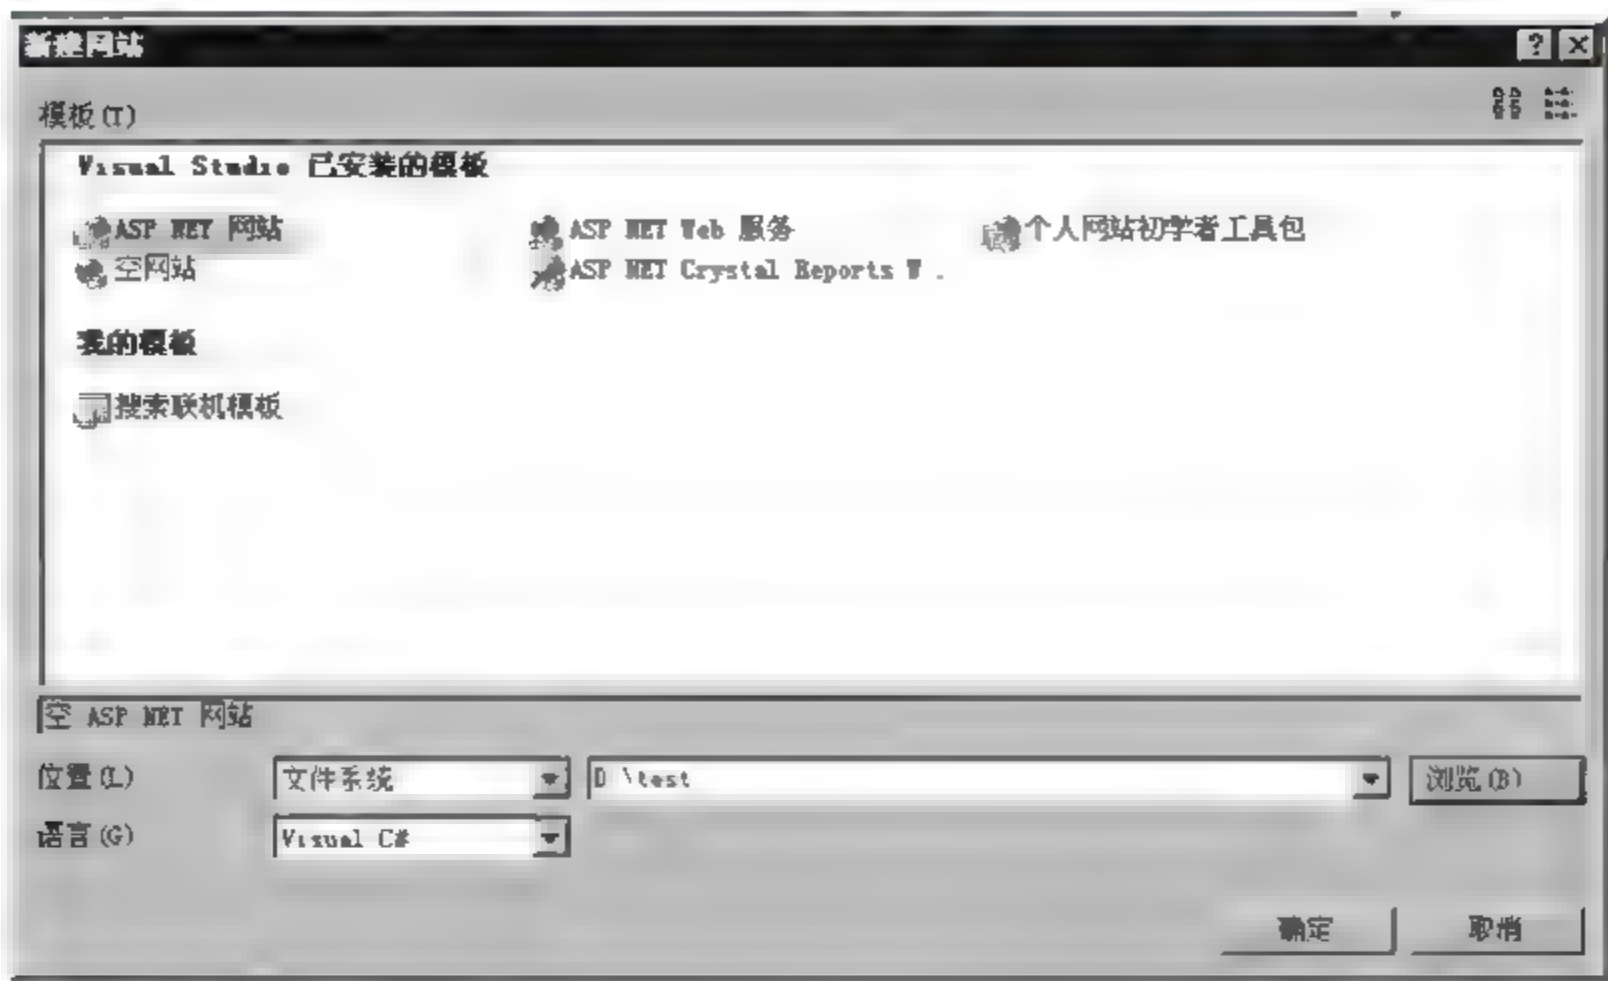 新建网站
模板(T)
Visual Studio 已安装的模板
ASP NET 网站
ASP NET Web 服务
个人网站初学者工具包
空网站
ASP NET Crystal Reports W .
我的模板
搜索联机模板
空 ASP NET 网站
位置(L)
文件系统
D \test
浏览(B)
语言(G)
Visual C#
确定
取消